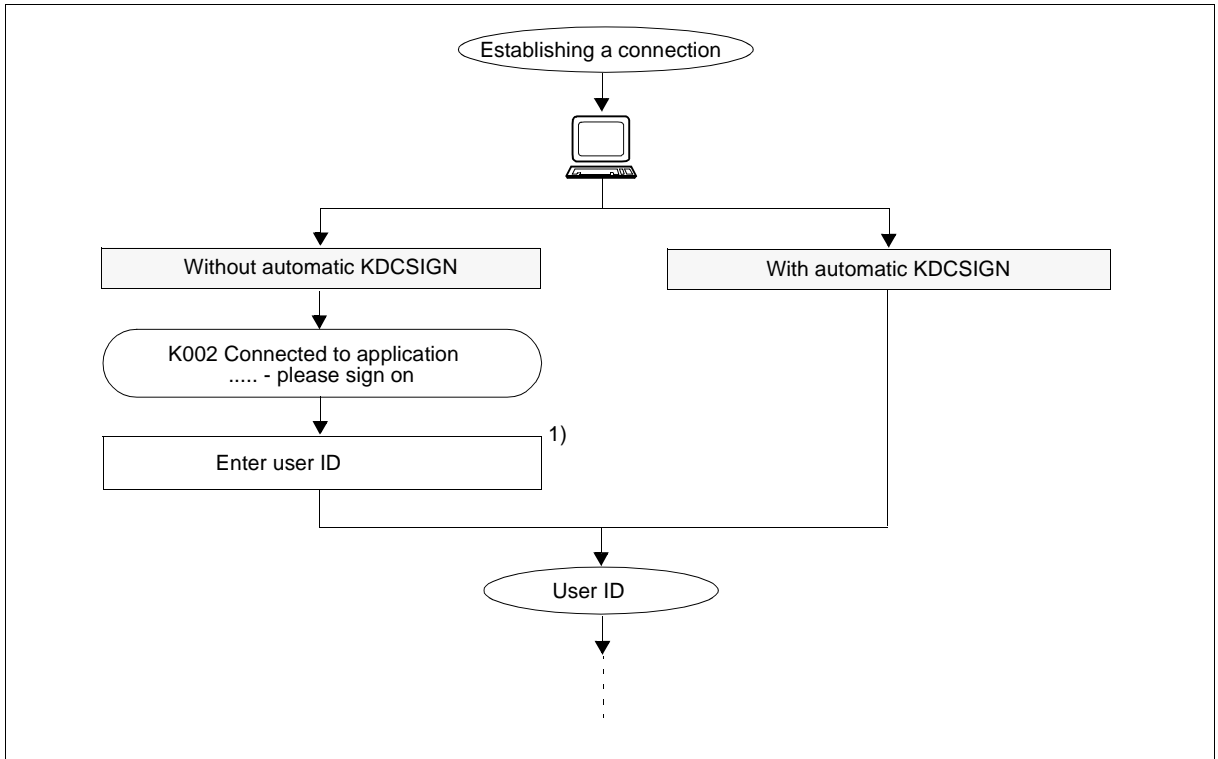 Establishing a connection
Without automatic KDCSIGN
With automatic KDCSIGN
K002 Connected to application
..... - please sign on
1)
Enter user ID
User ID